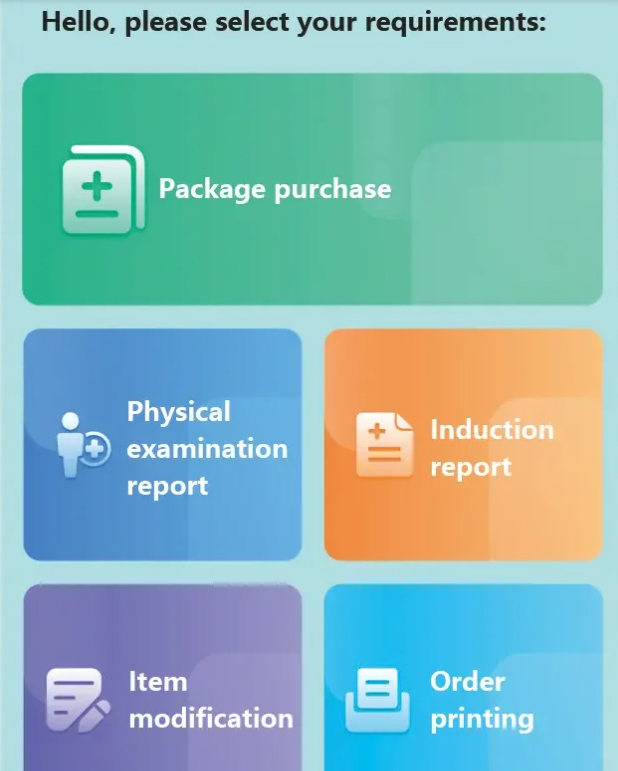 Hello, please select your requirements:
Package purchase
Physical
examination
report
Induction
report
Item
modification
Order
printing